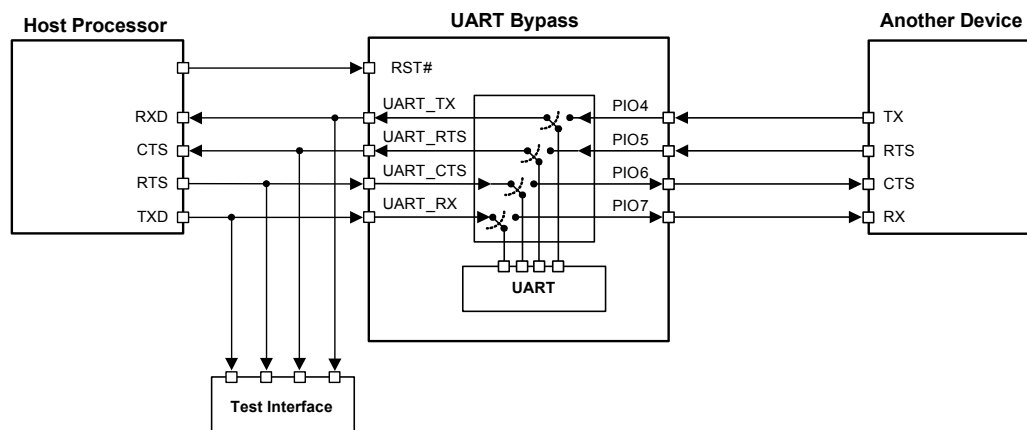 Host Processor
UART Bypass
Another Device
RST#
RXD
UART_TX
PIO4
TX
CTS
UART_RTS
PIO5
RTS
RTS
UART_CTS
PIO6
CTS
TXD
UART_RX
PIO7
RX
UART
Test Interface